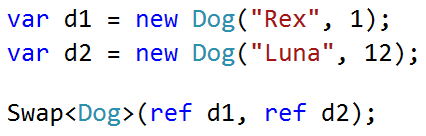 var d1 = new Dog("Rex", 1);
var d2 = new Dog("Luna", 12);
Swap<Dog>(ref d1, ref d2);